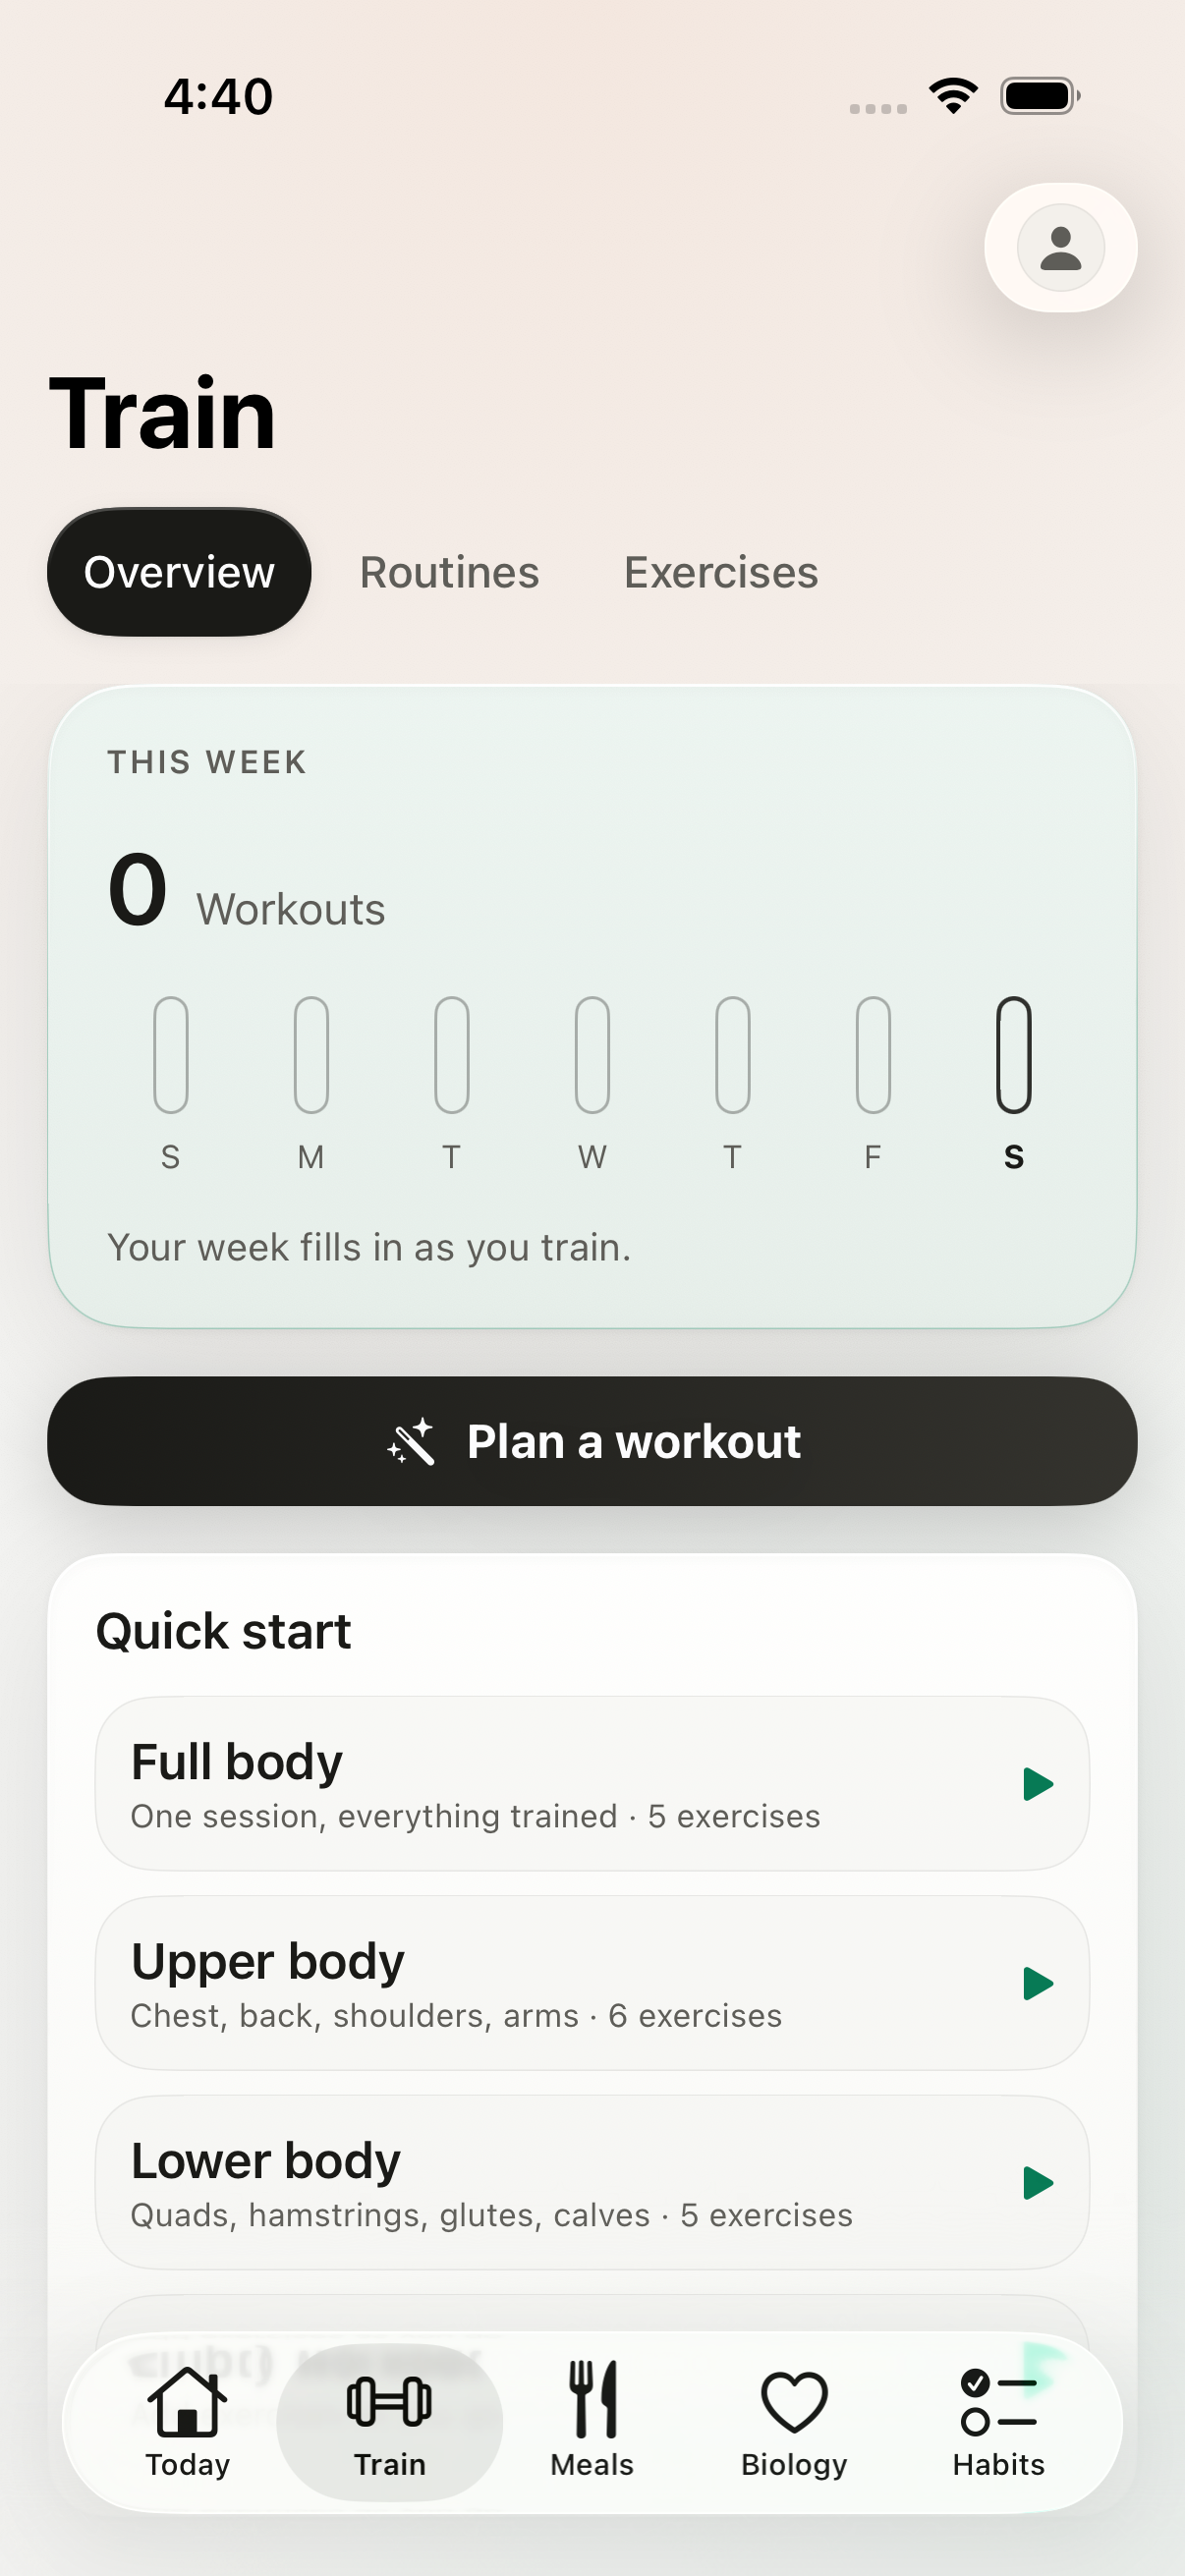 4:40
Train
Overview Routines Exercises
THIS WEEK
0 Workouts
S M T W T F S
Your week fills in as you train.
Plan a workout
Quick start
Full body
One session, everything trained · 5 exercises
Upper body
Chest, back, shoulders, arms · 6 exercises
Lower body
Quads, hamstrings, glutes, calves · 5 exercises
Today Train Meals Biology Habits